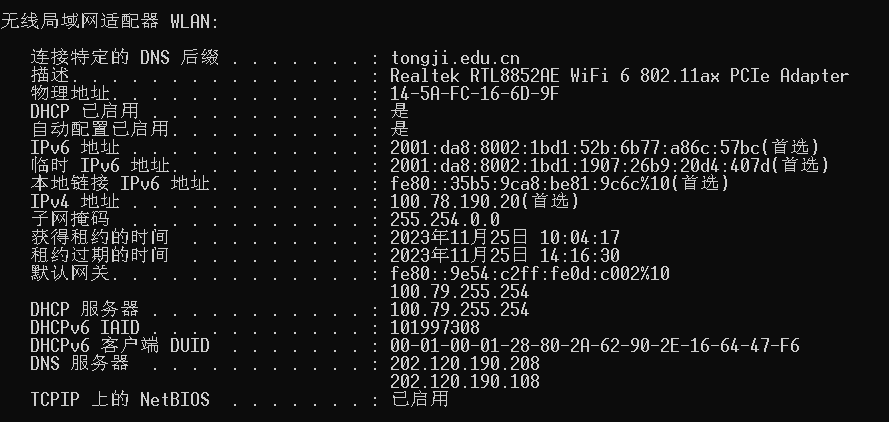 无线局域网适配器 WLAN:
连接特定的 DNS 后缀 . . . . . . . : tongji.edu.cn
描述. . . . . . . . . . . . . . . : Realtek RTL8852AE WiFi 6 802.11ax PCIe Adapter
物理地址. . . . . . . . . . . . . : 14-5A-FC-16-6D-9F
DHCP 已启用 . . . . . . . . . . . : 是
自动配置已启用. . . . . . . . . . : 是
IPv6 地址 . . . . . . . . . . . . : 2001:da8:8002:1bd1:52b:6b77:a86c:57bc(首选)
临时 IPv6 地址. . . . . . . . . . : 2001:da8:8002:1bd1:1907:26b9:20d4:407d(首选)
本地链接 IPv6 地址. . . . . . . . : fe80::35b5:9ca8:be81:9c6c%10(首选)
IPv4 地址 . . . . . . . . . . . . : 100.78.190.20(首选)
子网掩码  . . . . . . . . . . . . : 255.254.0.0
获得租约的时间  . . . . . . . . . : 2023年11月25日 10:04:17
租约过期的时间  . . . . . . . . . : 2023年11月25日 14:16:30
默认网关. . . . . . . . . . . . . : fe80::9e54:c2ff:fe0d:c002%10
100.79.255.254
DHCP 服务器 . . . . . . . . . . . : 100.79.255.254
DHCPv6 IAID . . . . . . . . . . . : 101997308
DHCPv6 客户端 DUID  . . . . . . . : 00-01-00-01-28-80-2A-62-90-2E-16-64-47-F6
DNS 服务器  . . . . . . . . . . . : 202.120.190.208
202.120.190.108
TCPIP 上的 NetBIOS  . . . . . . . : 已启用